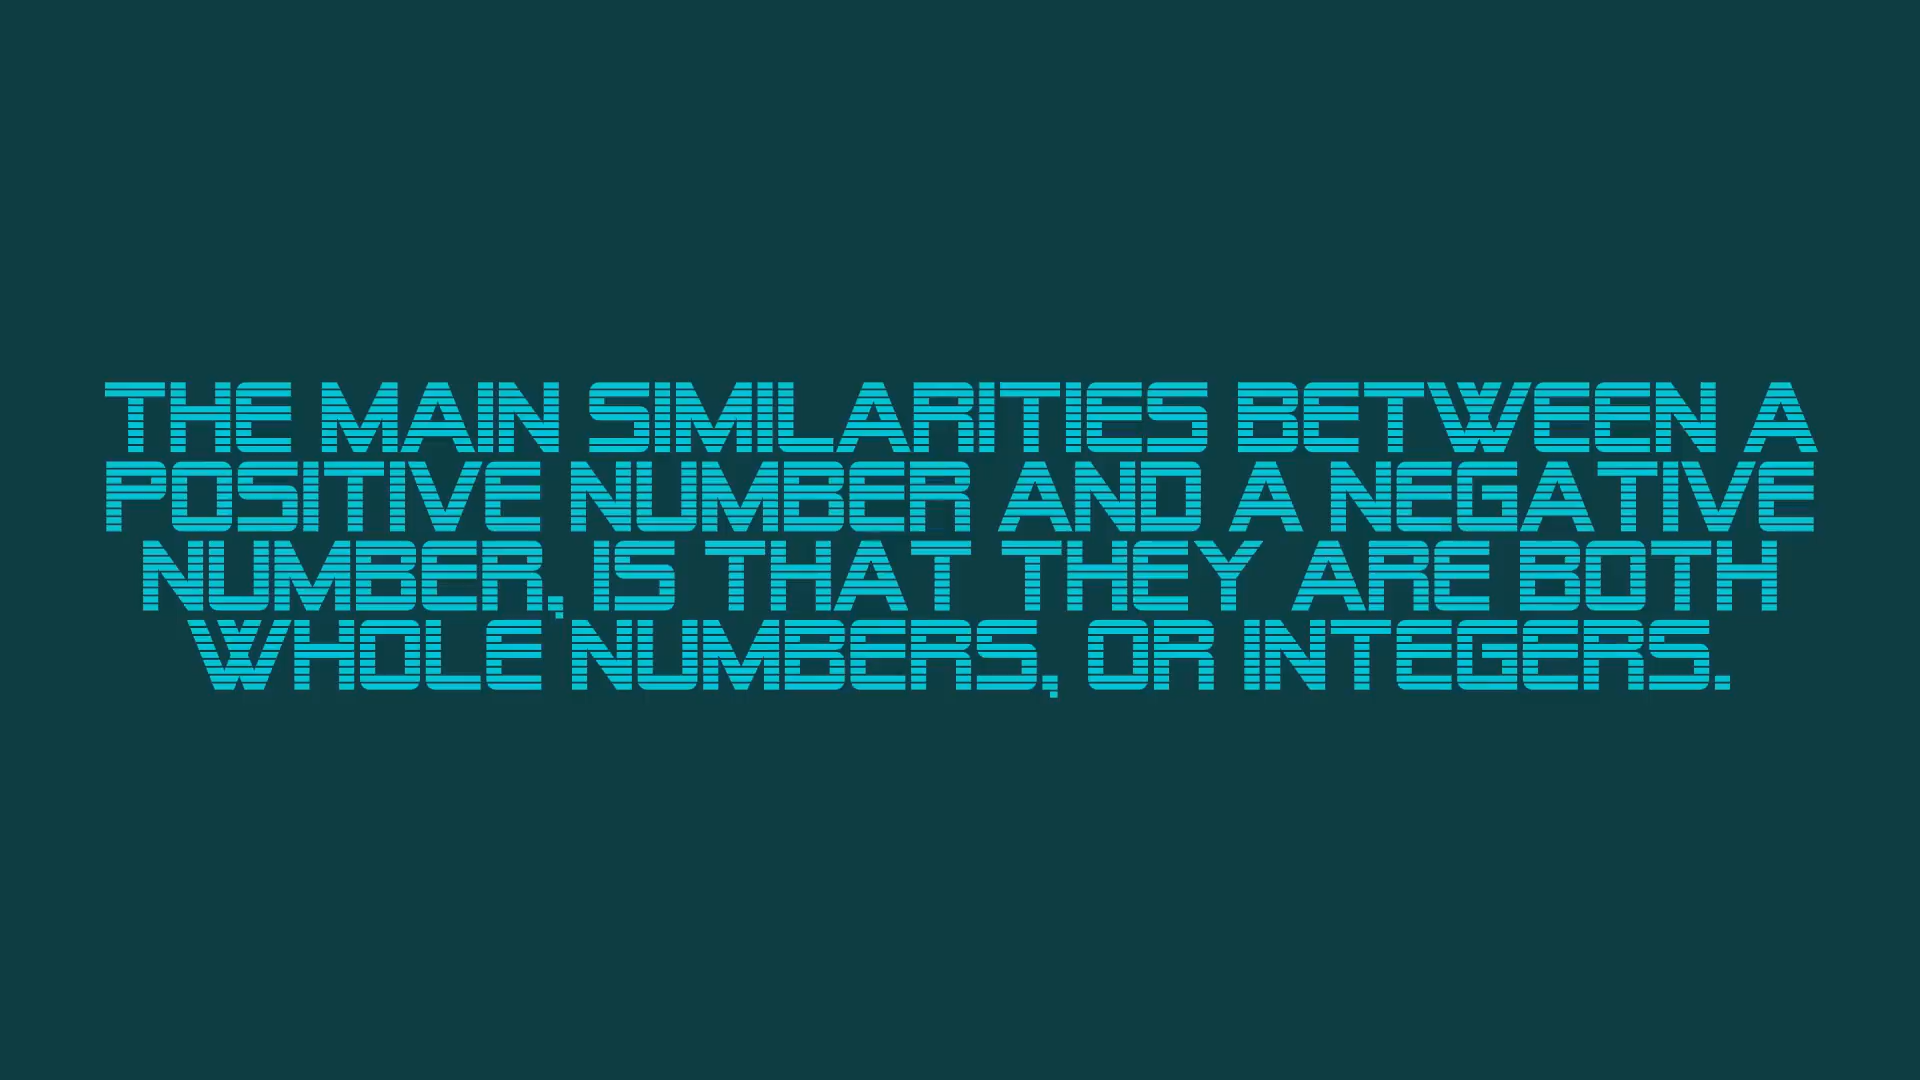 THE MAIN SIMILARITIES BETWEEN A
POSITIVE NUMBER AND A NEGATIVE
NUMBER, IS THAT THEY ARE BOTH
WHOLE NUMBERS, OR INTEGERS.